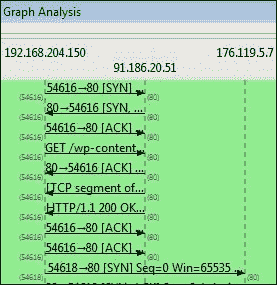 Graph Analysis
192.168.204.150 176.119.5.7
91.186.20.51
(54616) 54616→80 [SYN] (80)
(54616) 80→54616 [SYN, ... (80)
(54616) 54616→80 [ACK] (80)
(54616) GET /wp-content... (80)
(54616) 80→54616 [ACK] ... (80)
(54616) [TCP segment of... (80)
(54616) HTTP/1.1 200 OK... (80)
(54616) 54616→80 [ACK] (80)
(54616) 54616→80 [ACK] (80)
(54618) 54618→80 [SYN] Seq=0 Win=65535 ... (80)